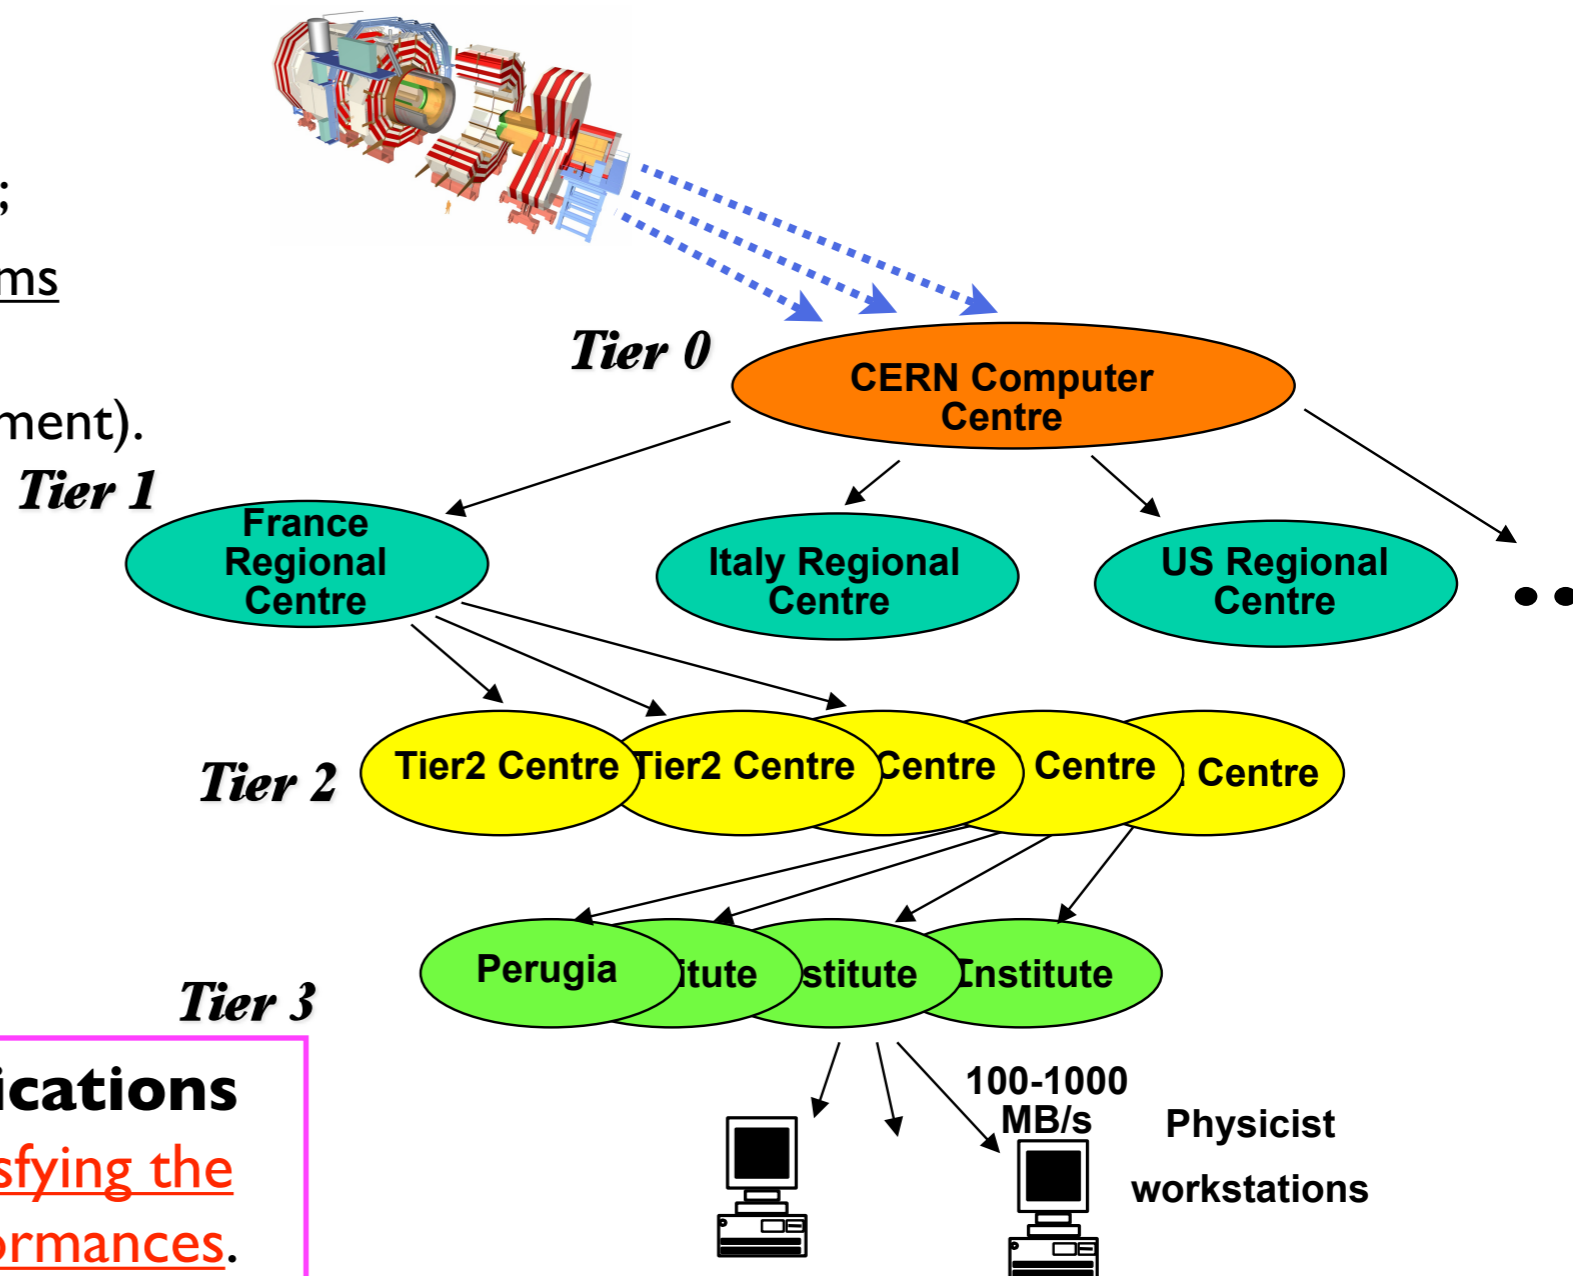 ;
ms
Tier 0
CERN Computer
Centre
ment).
Tier 1
France
Regional
Centre
Italy Regional
Centre
US Regional
Centre
Tier 2
Tier2 Centre
Tier2 Centre
Centre
Centre
Centre
Perugia
itute
stitute
Institute
Tier 3
ications
sfying the
ormances.
100-1000
MB/s
Physicist
workstations